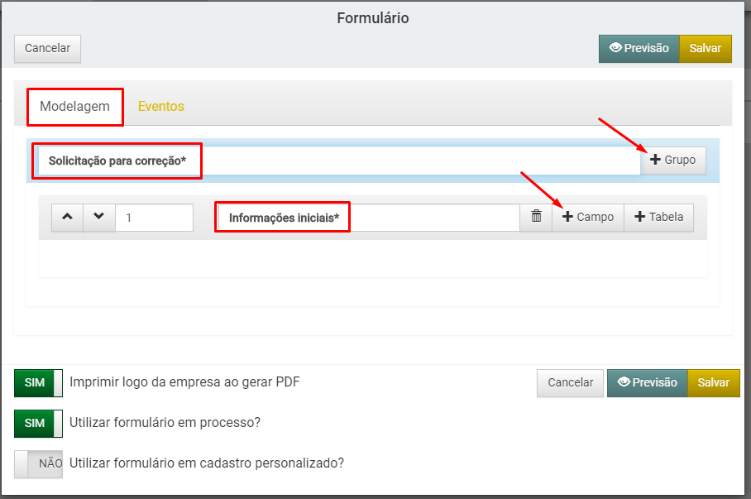 Formulário
Cancelar
Previsão
Salvar
Modelagem
Eventos
Solicitação para correção*
Grupo
1
Informações iniciais*
Campo
Tabela
SIM Imprimir logo da empresa ao gerar PDF
Cancelar
Previsão
Salvar
SIM Utilizar formulário em processo?
NÃO Utilizar formulário em cadastro personalizado?